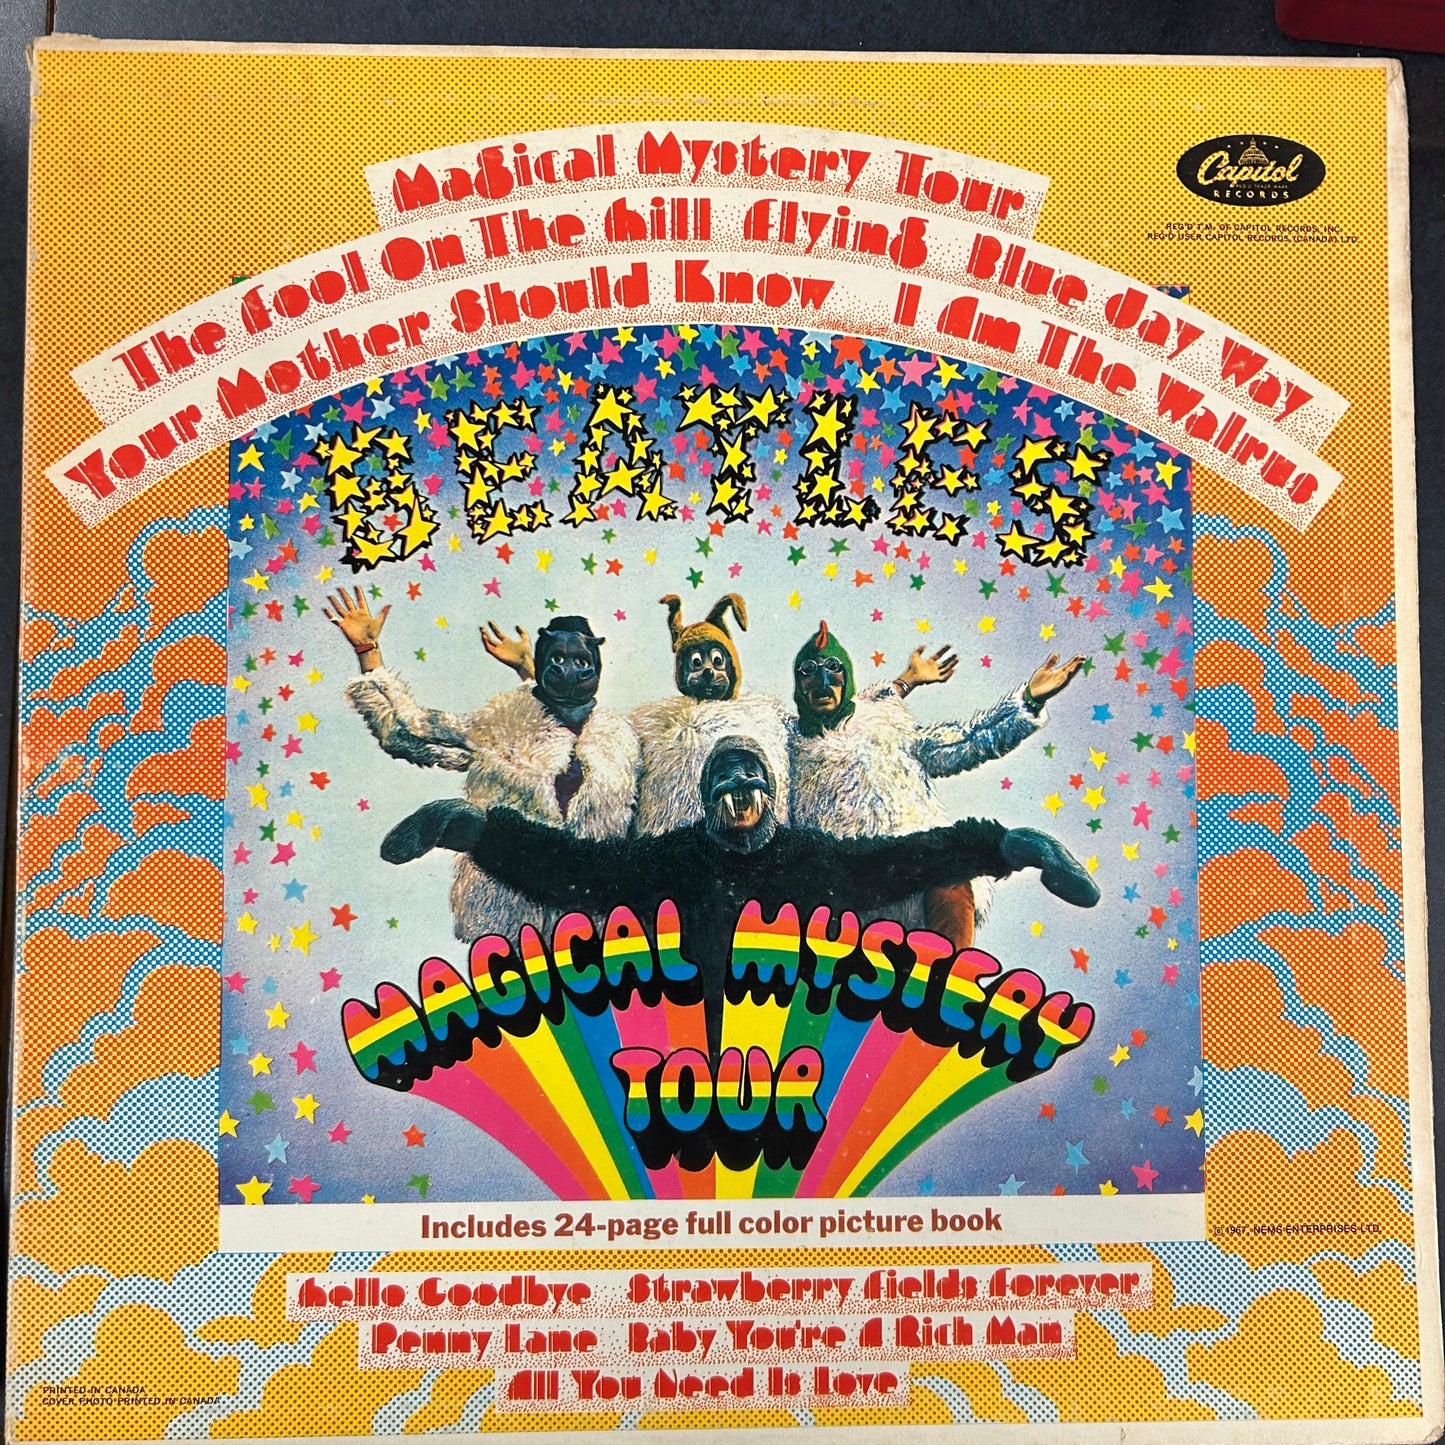 Magical Mystery Tour
The Fool On The Hill Flying Blue Jay Way
Your Mother Should Know I Am The Walrus
Capitol
REG'D TRADE MARK
RECORDS
REG'D T.M. OF CAPITOL RECORDS, INC.
REG'D USER CAPITOL RECORDS (CANADA) LTD.
BEATLES
MAGICAL MYSTERY
TOUR
Includes 24-page full color picture book
© 1967, NEMS ENTERPRISES LTD.
Hello Goodbye Strawberry Fields Forever
Penny Lane Baby You're A Rich Man
All You Need Is Love
PRINTED IN CANADA
COVER PHOTO PRINTED IN CANADA